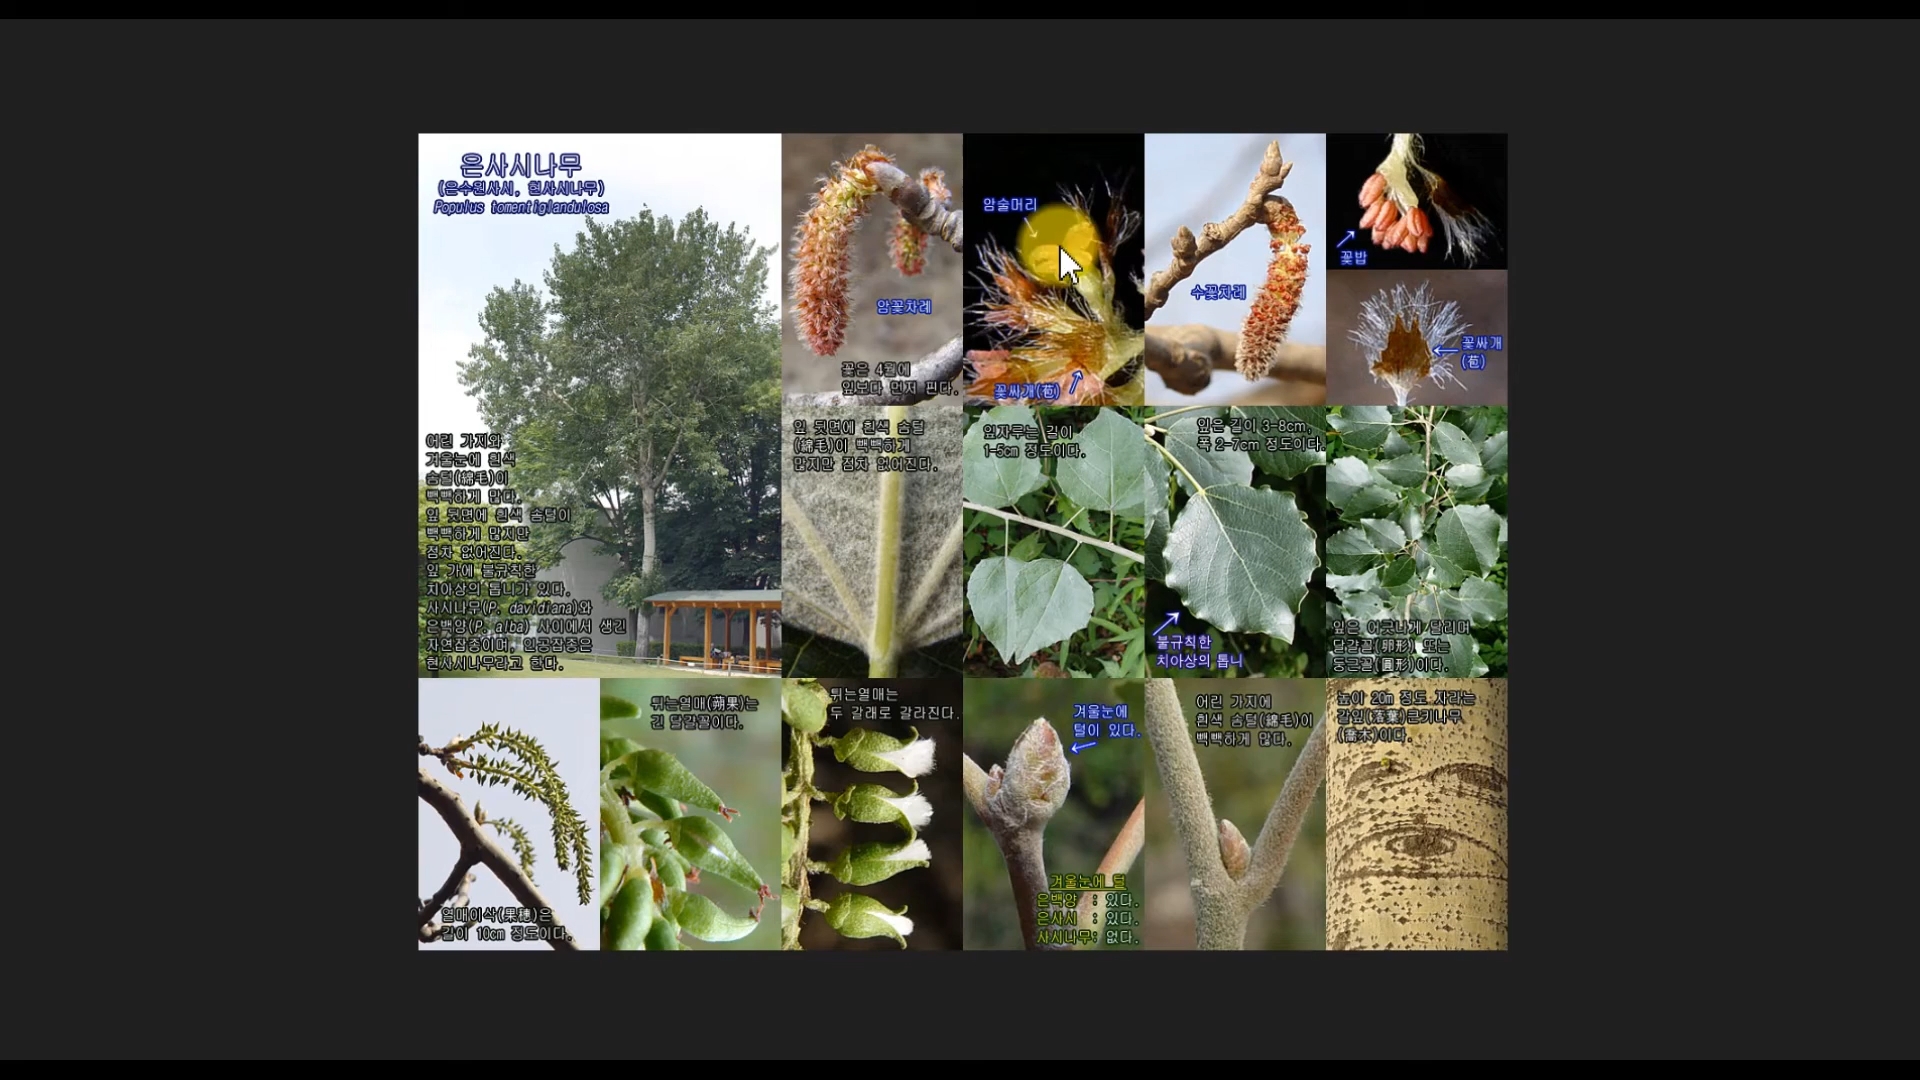 은사시나무
(은수원사시, 현사시나무)
Populus tomentiglandulosa
어린 가지와
겨울눈에 흰색
솜털(綿毛)이
빽빽하게 많다.
잎 뒷면에 흰색 솜털이
빽빽하게 많지만
점차 없어진다.
잎 가에 불규칙한
치아상의 톱니가 있다.
사시나무(P. davidiana)와
은백양(P. alba) 사이에서 생긴
자연잡종이며, 인공잡종은
현사시나무라고 한다.
암꽃차례
꽃은 4월에
잎보다 먼저 핀다.
암술머리
꽃싸개(苞)
수꽃차례
꽃밥
꽃싸개
(苞)
잎 뒷면에 흰색 솜털
(綿毛)이 빽빽하게
많지만 점차 없어진다.
잎자루는 길이
1-5cm 정도이다.
잎은 길이 3-8cm,
폭 2-7cm 정도이다.
불규칙한
치아상의 톱니
잎은 어긋나게 달리며
달걀꼴(卵形) 또는
둥근꼴(圓形)이다.
열매이삭(果穗)은
길이 10cm 정도이다.
튀는열매(蒴果)는
긴 달걀꼴이다.
튀는열매는
두 갈래로 갈라진다.
겨울눈에
털이 있다.
겨울눈에 털
은백양 : 있다.
은사시 : 있다.
사시나무: 없다.
어린 가지에
흰색 솜털(綿毛)이
빽빽하게 많다.
높이 20m 정도 자라는
갈잎(落葉)큰키나무
(喬木)이다.